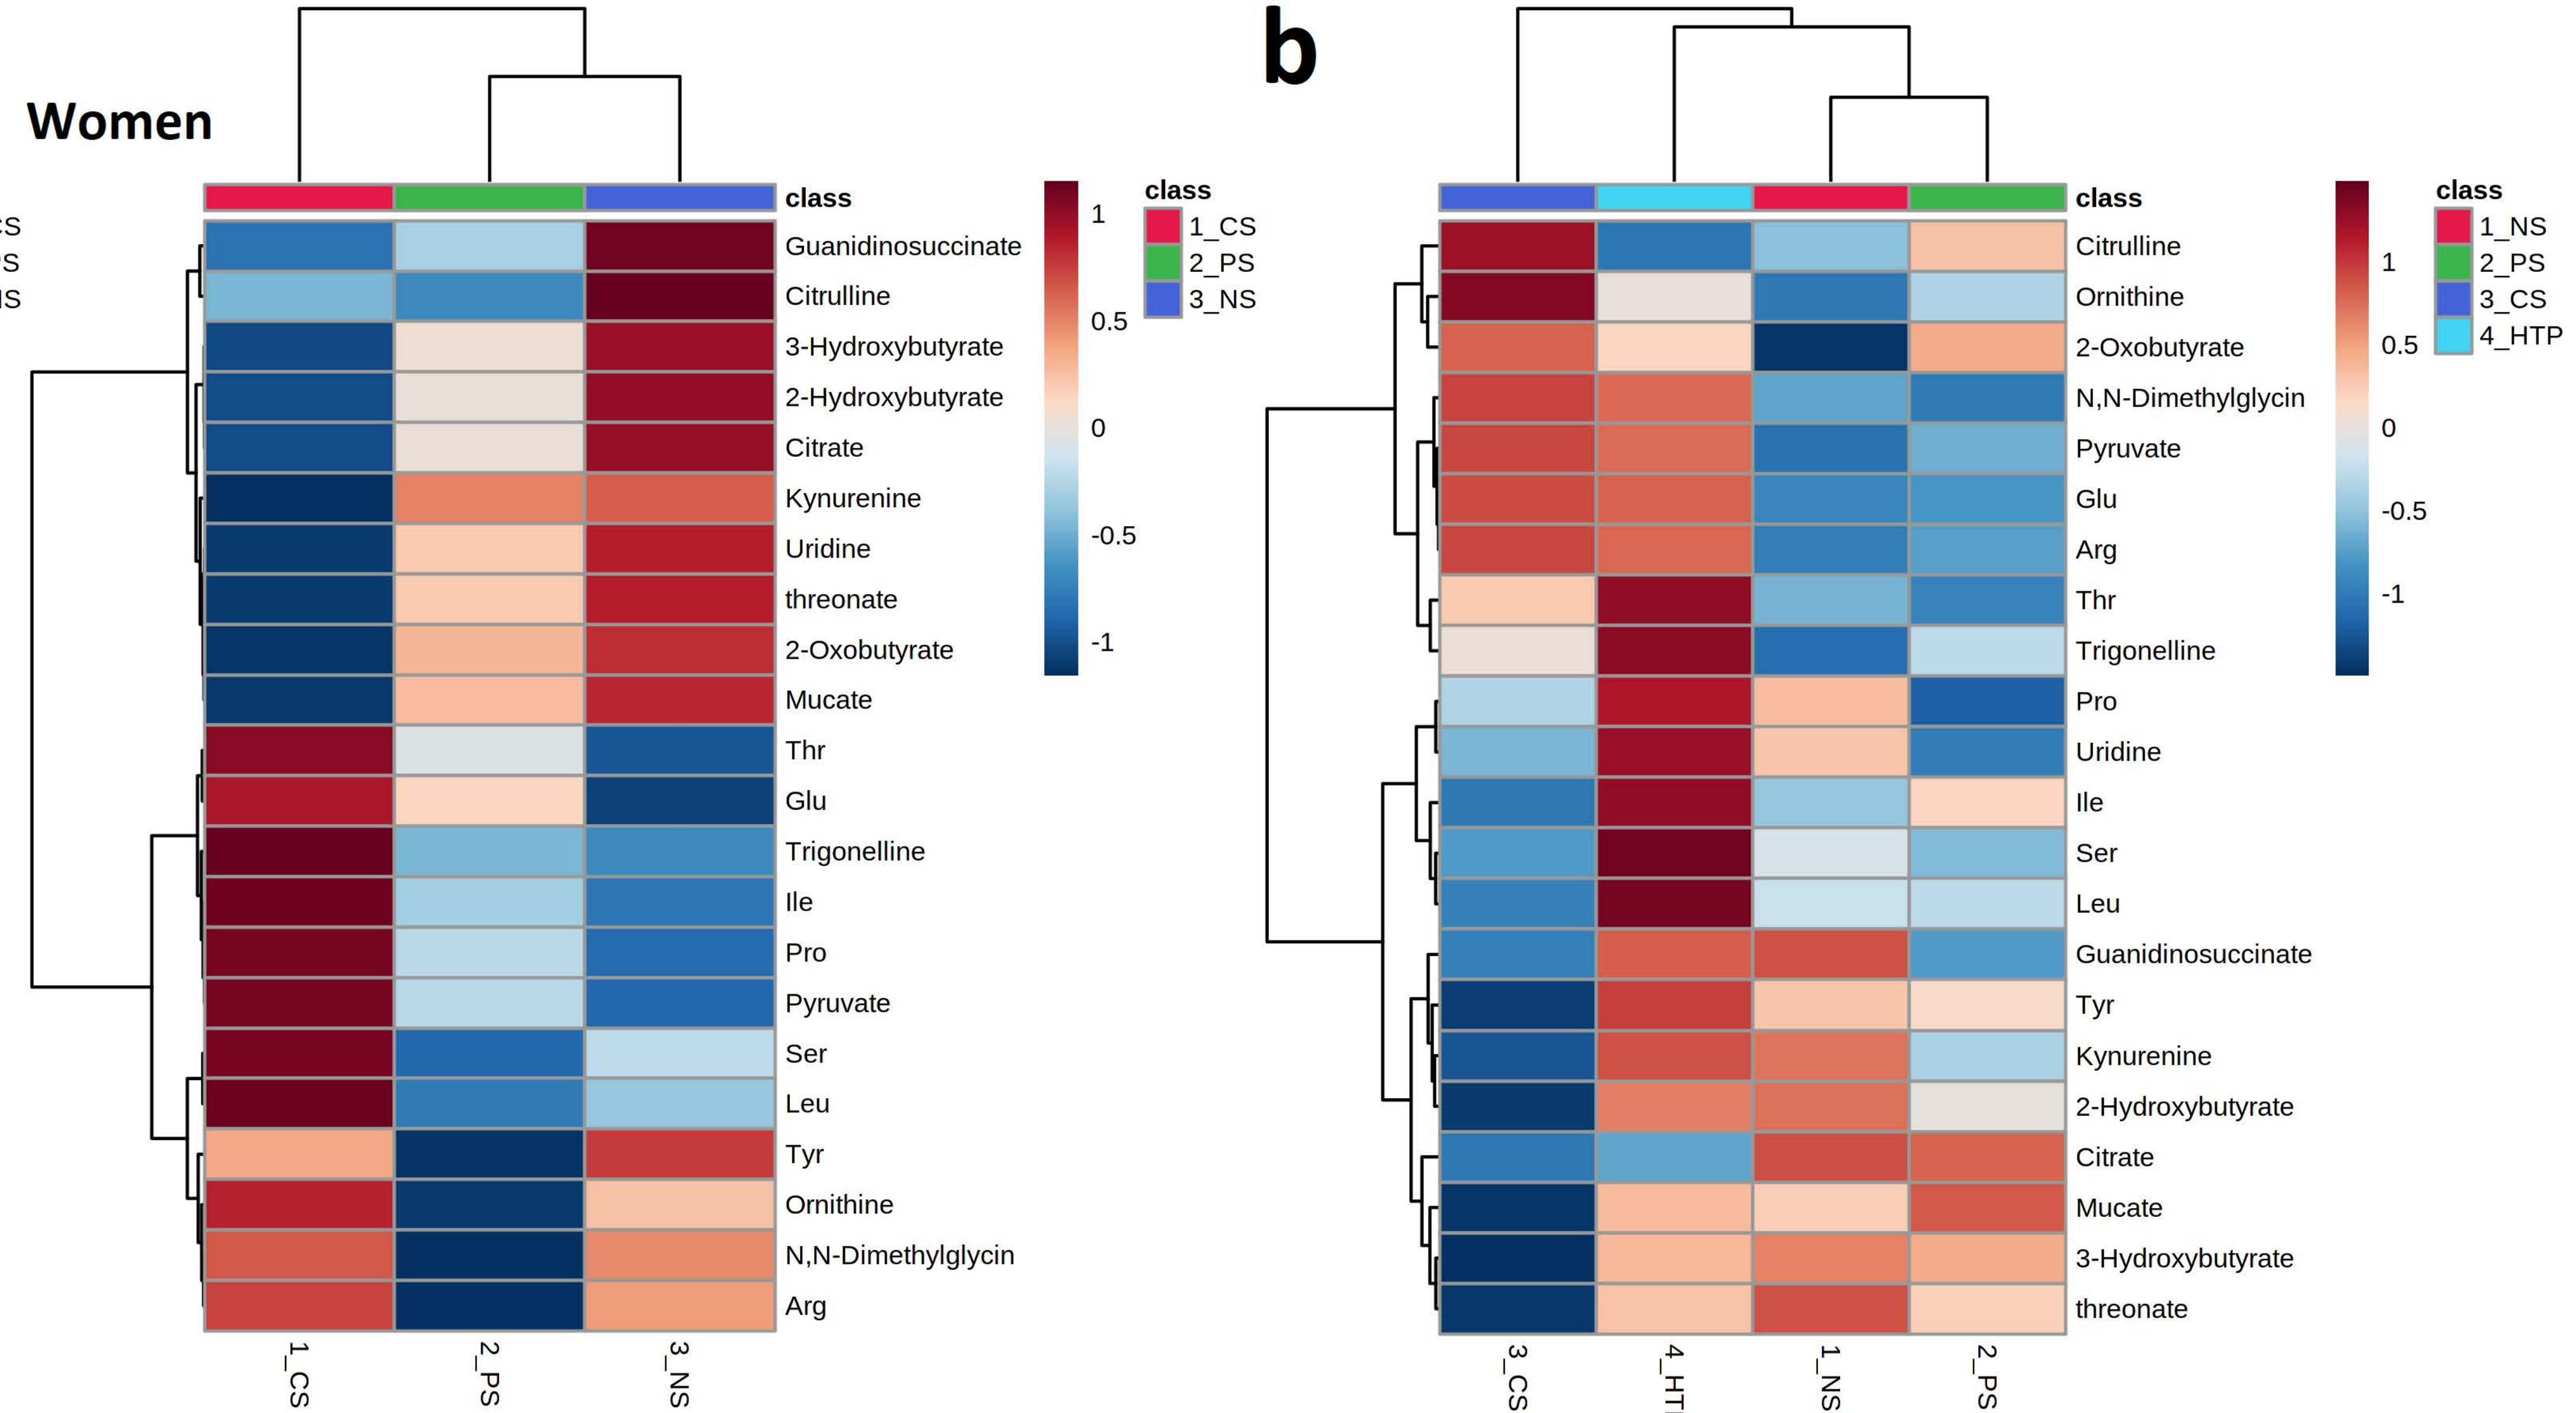 b
Women
class
Guanidinosuccinate
Citrulline
3-Hydroxybutyrate
2-Hydroxybutyrate
Citrate
Kynurenine
Uridine
threonate
2-Oxobutyrate
Mucate
Thr
Glu
Trigonelline
Ile
Pro
Pyruvate
Ser
Leu
Tyr
Ornithine
N,N-Dimethylglycin
Arg
1_CS
2_PS
3_NS
1
0.5
0
-0.5
-1
class
1_CS
2_PS
3_NS
class
Citrulline
Ornithine
2-Oxobutyrate
N,N-Dimethylglycin
Pyruvate
Glu
Arg
Thr
Trigonelline
Pro
Uridine
Ile
Ser
Leu
Guanidinosuccinate
Tyr
Kynurenine
2-Hydroxybutyrate
Citrate
Mucate
3-Hydroxybutyrate
threonate
3_CS
4_HT
1_NS
2_PS
1
0.5
0
-0.5
-1
class
1_NS
2_PS
3_CS
4_HTP